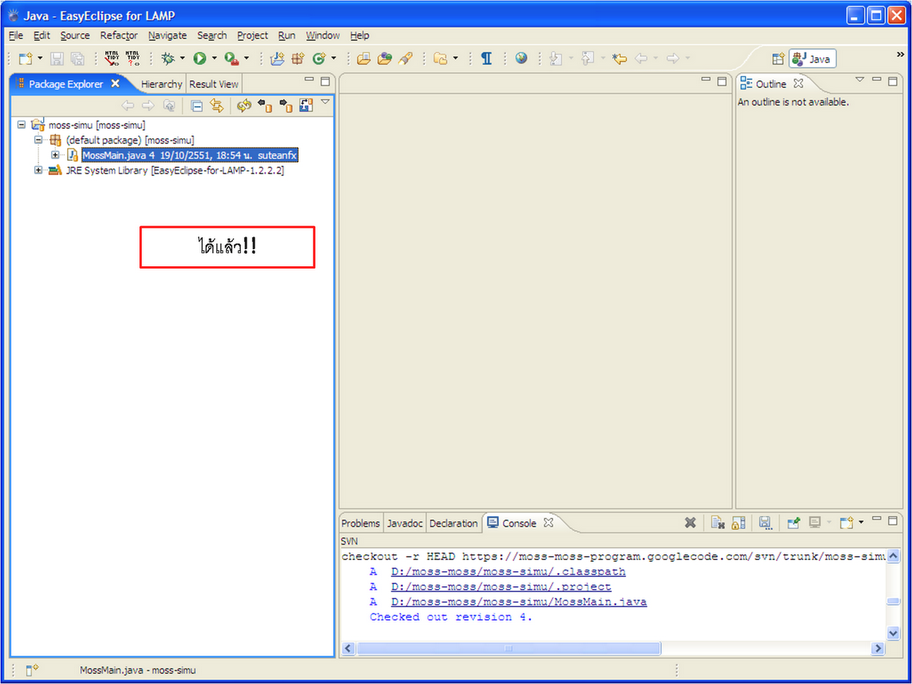 Java - EasyEclipse for LAMP
File Edit Source Refactor Navigate Search Project Run Window Help
Java
Package Explorer Hierarchy Result View
Outline
An outline is not available.
moss-simu [moss-simu]
(default package) [moss-simu]
MossMain.java 4 19/10/2551, 18:54 น. suteanfx
JRE System Library [EasyEclipse-for-LAMP-1.2.2.2]
ได้แล้ว!!
Problems Javadoc Declaration Console
SVN
checkout -r HEAD https://moss-moss-program.googlecode.com/svn/trunk/moss-simu
A D:/moss-moss/moss-simu/.classpath
A D:/moss-moss/moss-simu/.project
A D:/moss-moss/moss-simu/MossMain.java
Checked out revision 4.
MossMain.java - moss-simu